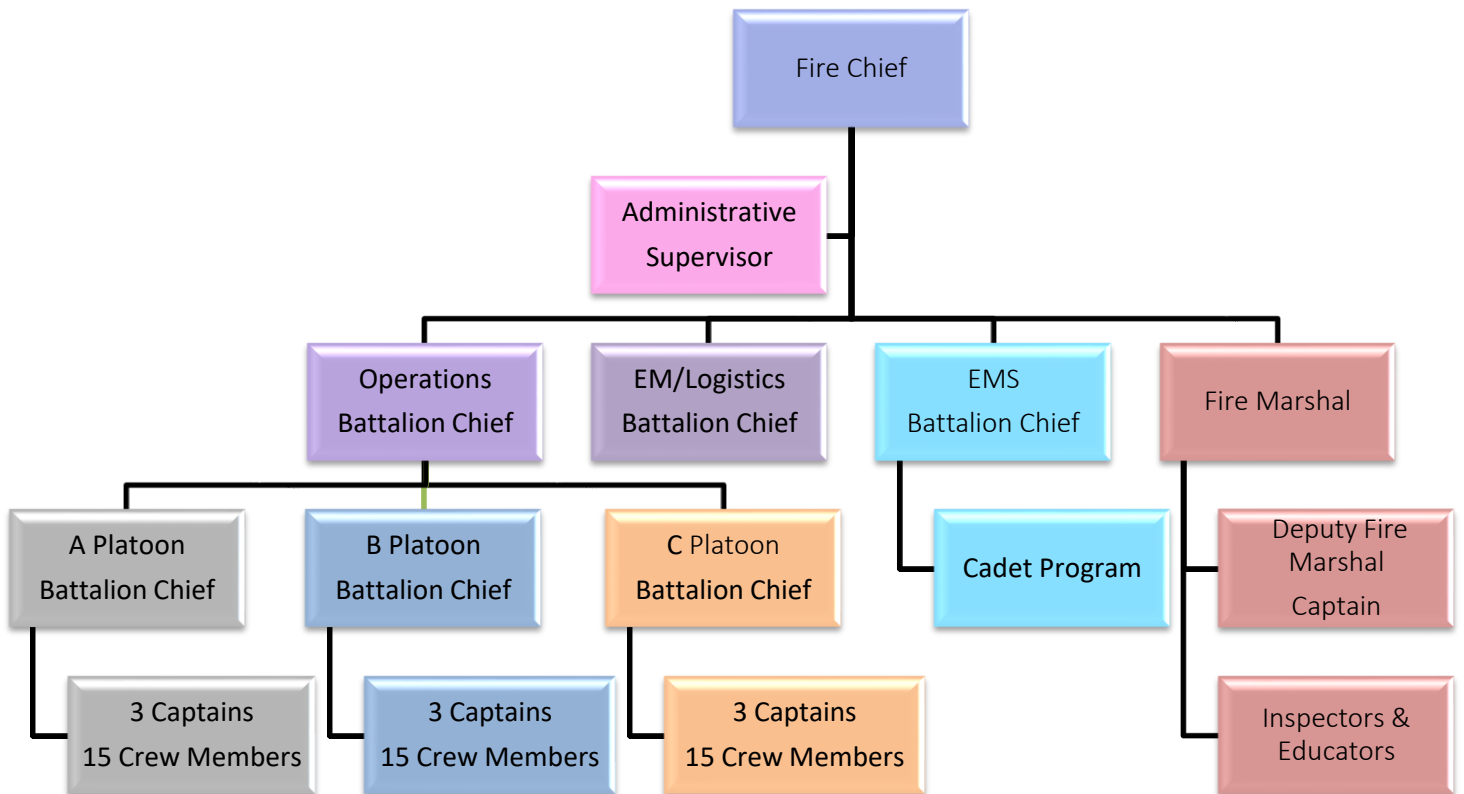 Fire Chief
Administrative
Supervisor
Operations
Battalion Chief
EM/Logistics
Battalion Chief
EMS
Battalion Chief
Fire Marshal
A Platoon
Battalion Chief
B Platoon
Battalion Chief
C Platoon
Battalion Chief
Cadet Program
Deputy Fire
Marshal
Captain
3 Captains
15 Crew Members
3 Captains
15 Crew Members
3 Captains
15 Crew Members
Inspectors &
Educators